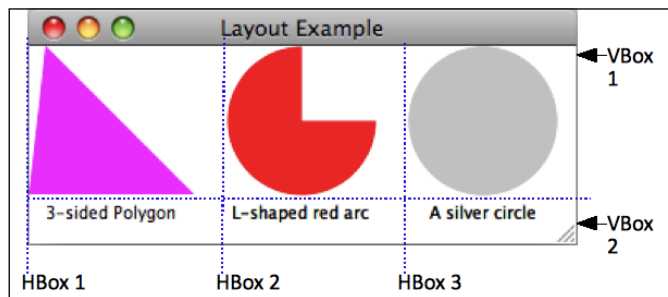 Layout Example
VBox
1
3-sided Polygon
L-shaped red arc
A silver circle
VBox
2
HBox 1
HBox 2
HBox 3